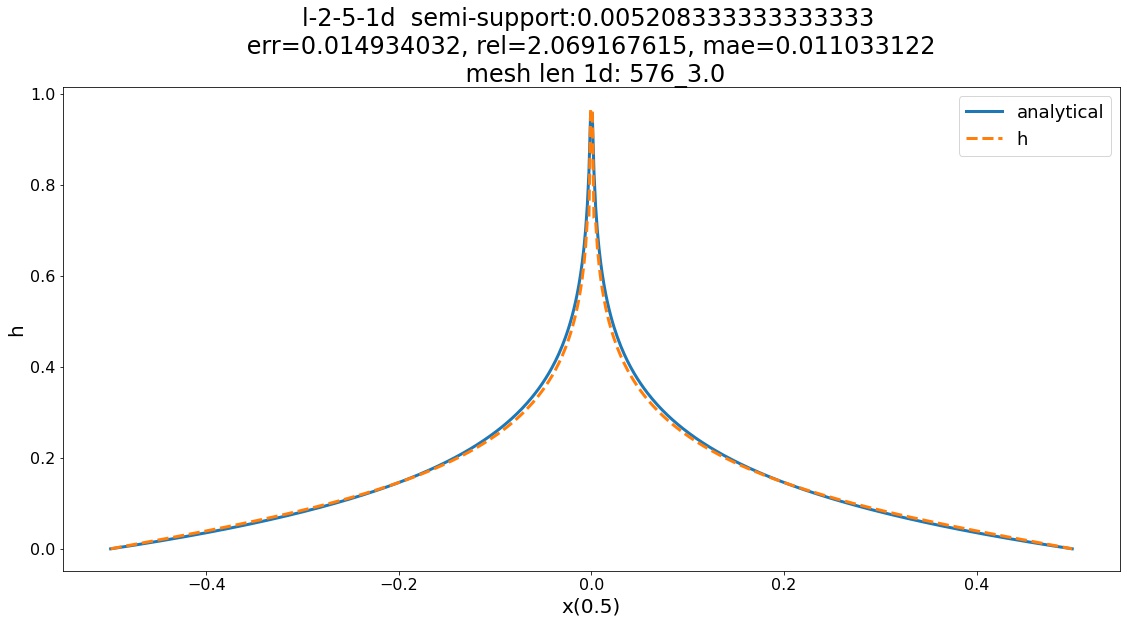 l-2-5-1d  semi-support:0.005208333333333333
err=0.014934032, rel=2.069167615, mae=0.011033122
mesh len 1d: 576_3.0
analytical
h
1.0
0.8
0.6
0.4
0.2
0.0
h
−0.4
−0.2
0.0
0.2
0.4
x(0.5)